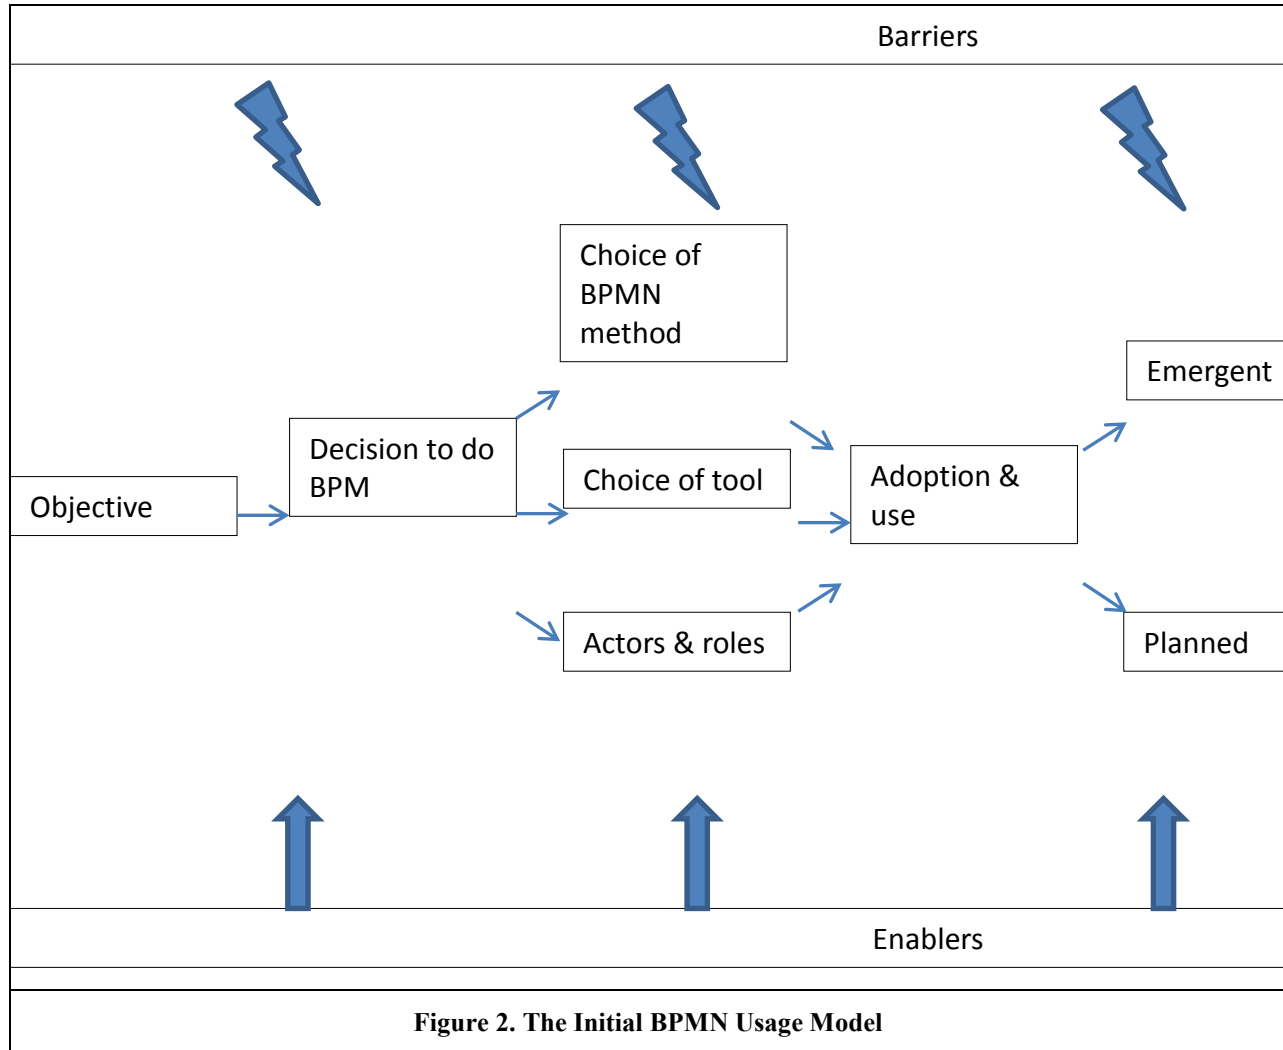 Barriers
Choice of
BPMN
method
Emergent
Decision to do
BPM
Choice of tool
Adoption &
use
Objective
Actors & roles
Planned
Enablers
Figure 2. The Initial BPMN Usage Model